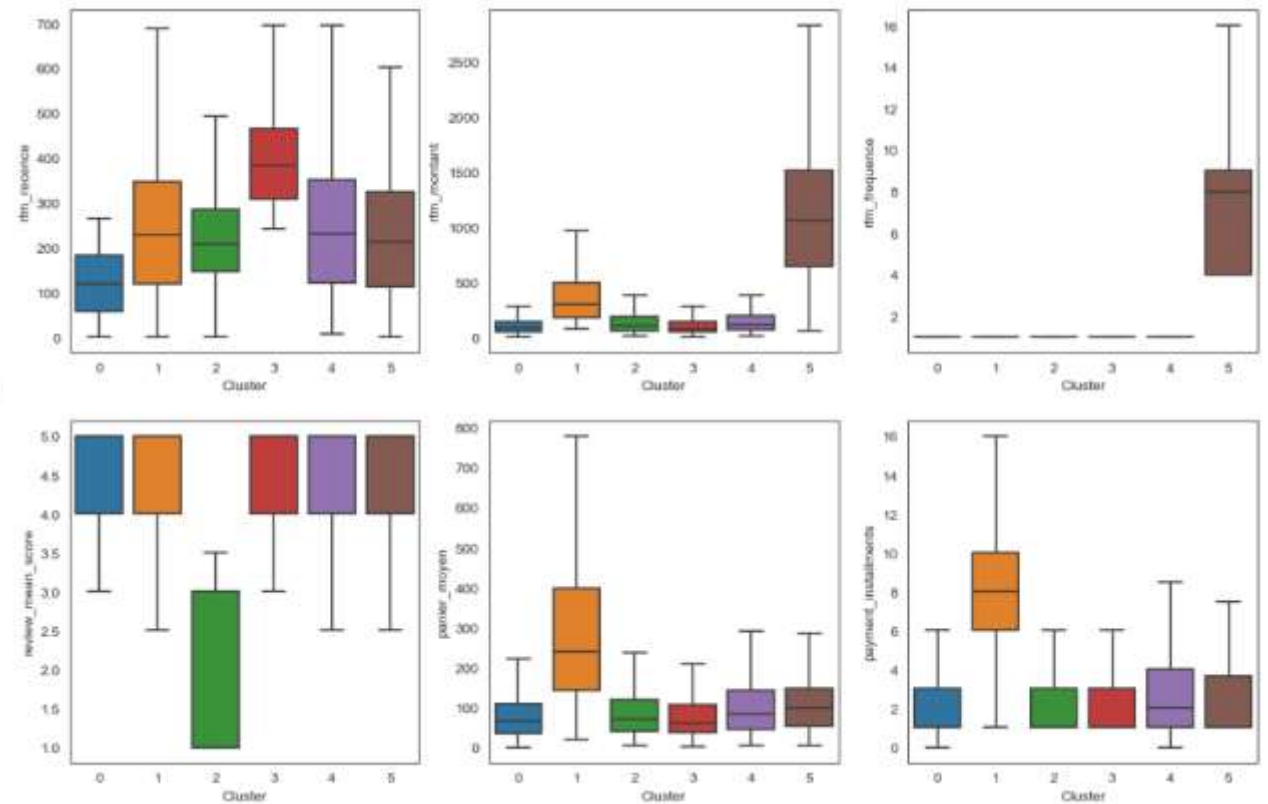 700
600
500
400
300
200
100
0
rfm_recence
0 1 2 3 4 5
Cluster
2500
2000
1500
1000
500
0
rfm_montant
0 1 2 3 4 5
Cluster
16
14
12
10
8
6
4
2
rfm_frequence
0 1 2 3 4 5
Cluster
5.0
4.5
4.0
3.5
3.0
2.5
2.0
1.5
1.0
review_mean_score
0 1 2 3 4 5
Cluster
800
700
600
500
400
300
200
100
0
panier_moyen
0 1 2 3 4 5
Cluster
16
14
12
10
8
6
4
2
0
payment_installments
0 1 2 3 4 5
Cluster